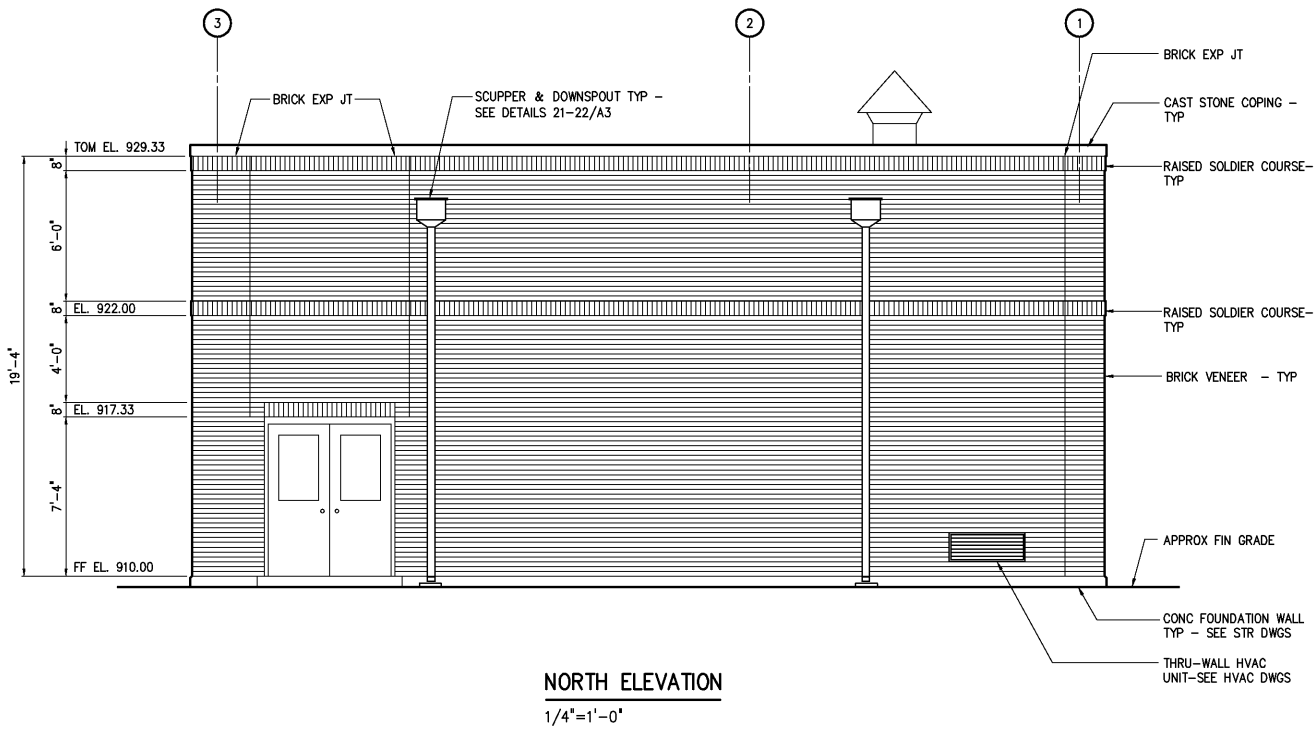 3
2
1
BRICK EXP JT
SCUPPER & DOWNSPOUT TYP –
SEE DETAILS 21-22/A3
BRICK EXP JT
CAST STONE COPING –
TYP
TOM EL. 929.33
8"
RAISED SOLDIER COURSE–
TYP
6'-0"
8"
EL. 922.00
RAISED SOLDIER COURSE–
TYP
4'-0"
19'-4"
BRICK VENEER – TYP
8"
EL. 917.33
7'-4"
APPROX FIN GRADE
FF EL. 910.00
CONC FOUNDATION WALL
TYP – SEE STR DWGS
THRU-WALL HVAC
UNIT-SEE HVAC DWGS
NORTH ELEVATION
1/4"=1'-0"